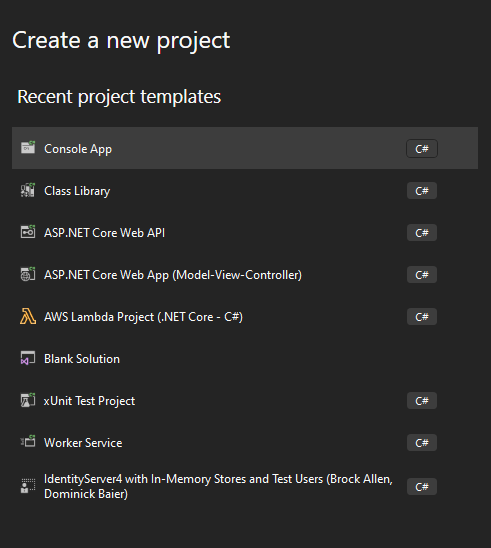 Create a new project
Recent project templates
Console App C#
Class Library C#
ASP.NET Core Web API C#
ASP.NET Core Web App (Model-View-Controller) C#
AWS Lambda Project (.NET Core - C#) C#
Blank Solution
xUnit Test Project C#
Worker Service C#
IdentityServer4 with In-Memory Stores and Test Users (Brock Allen, C#
Dominick Baier)